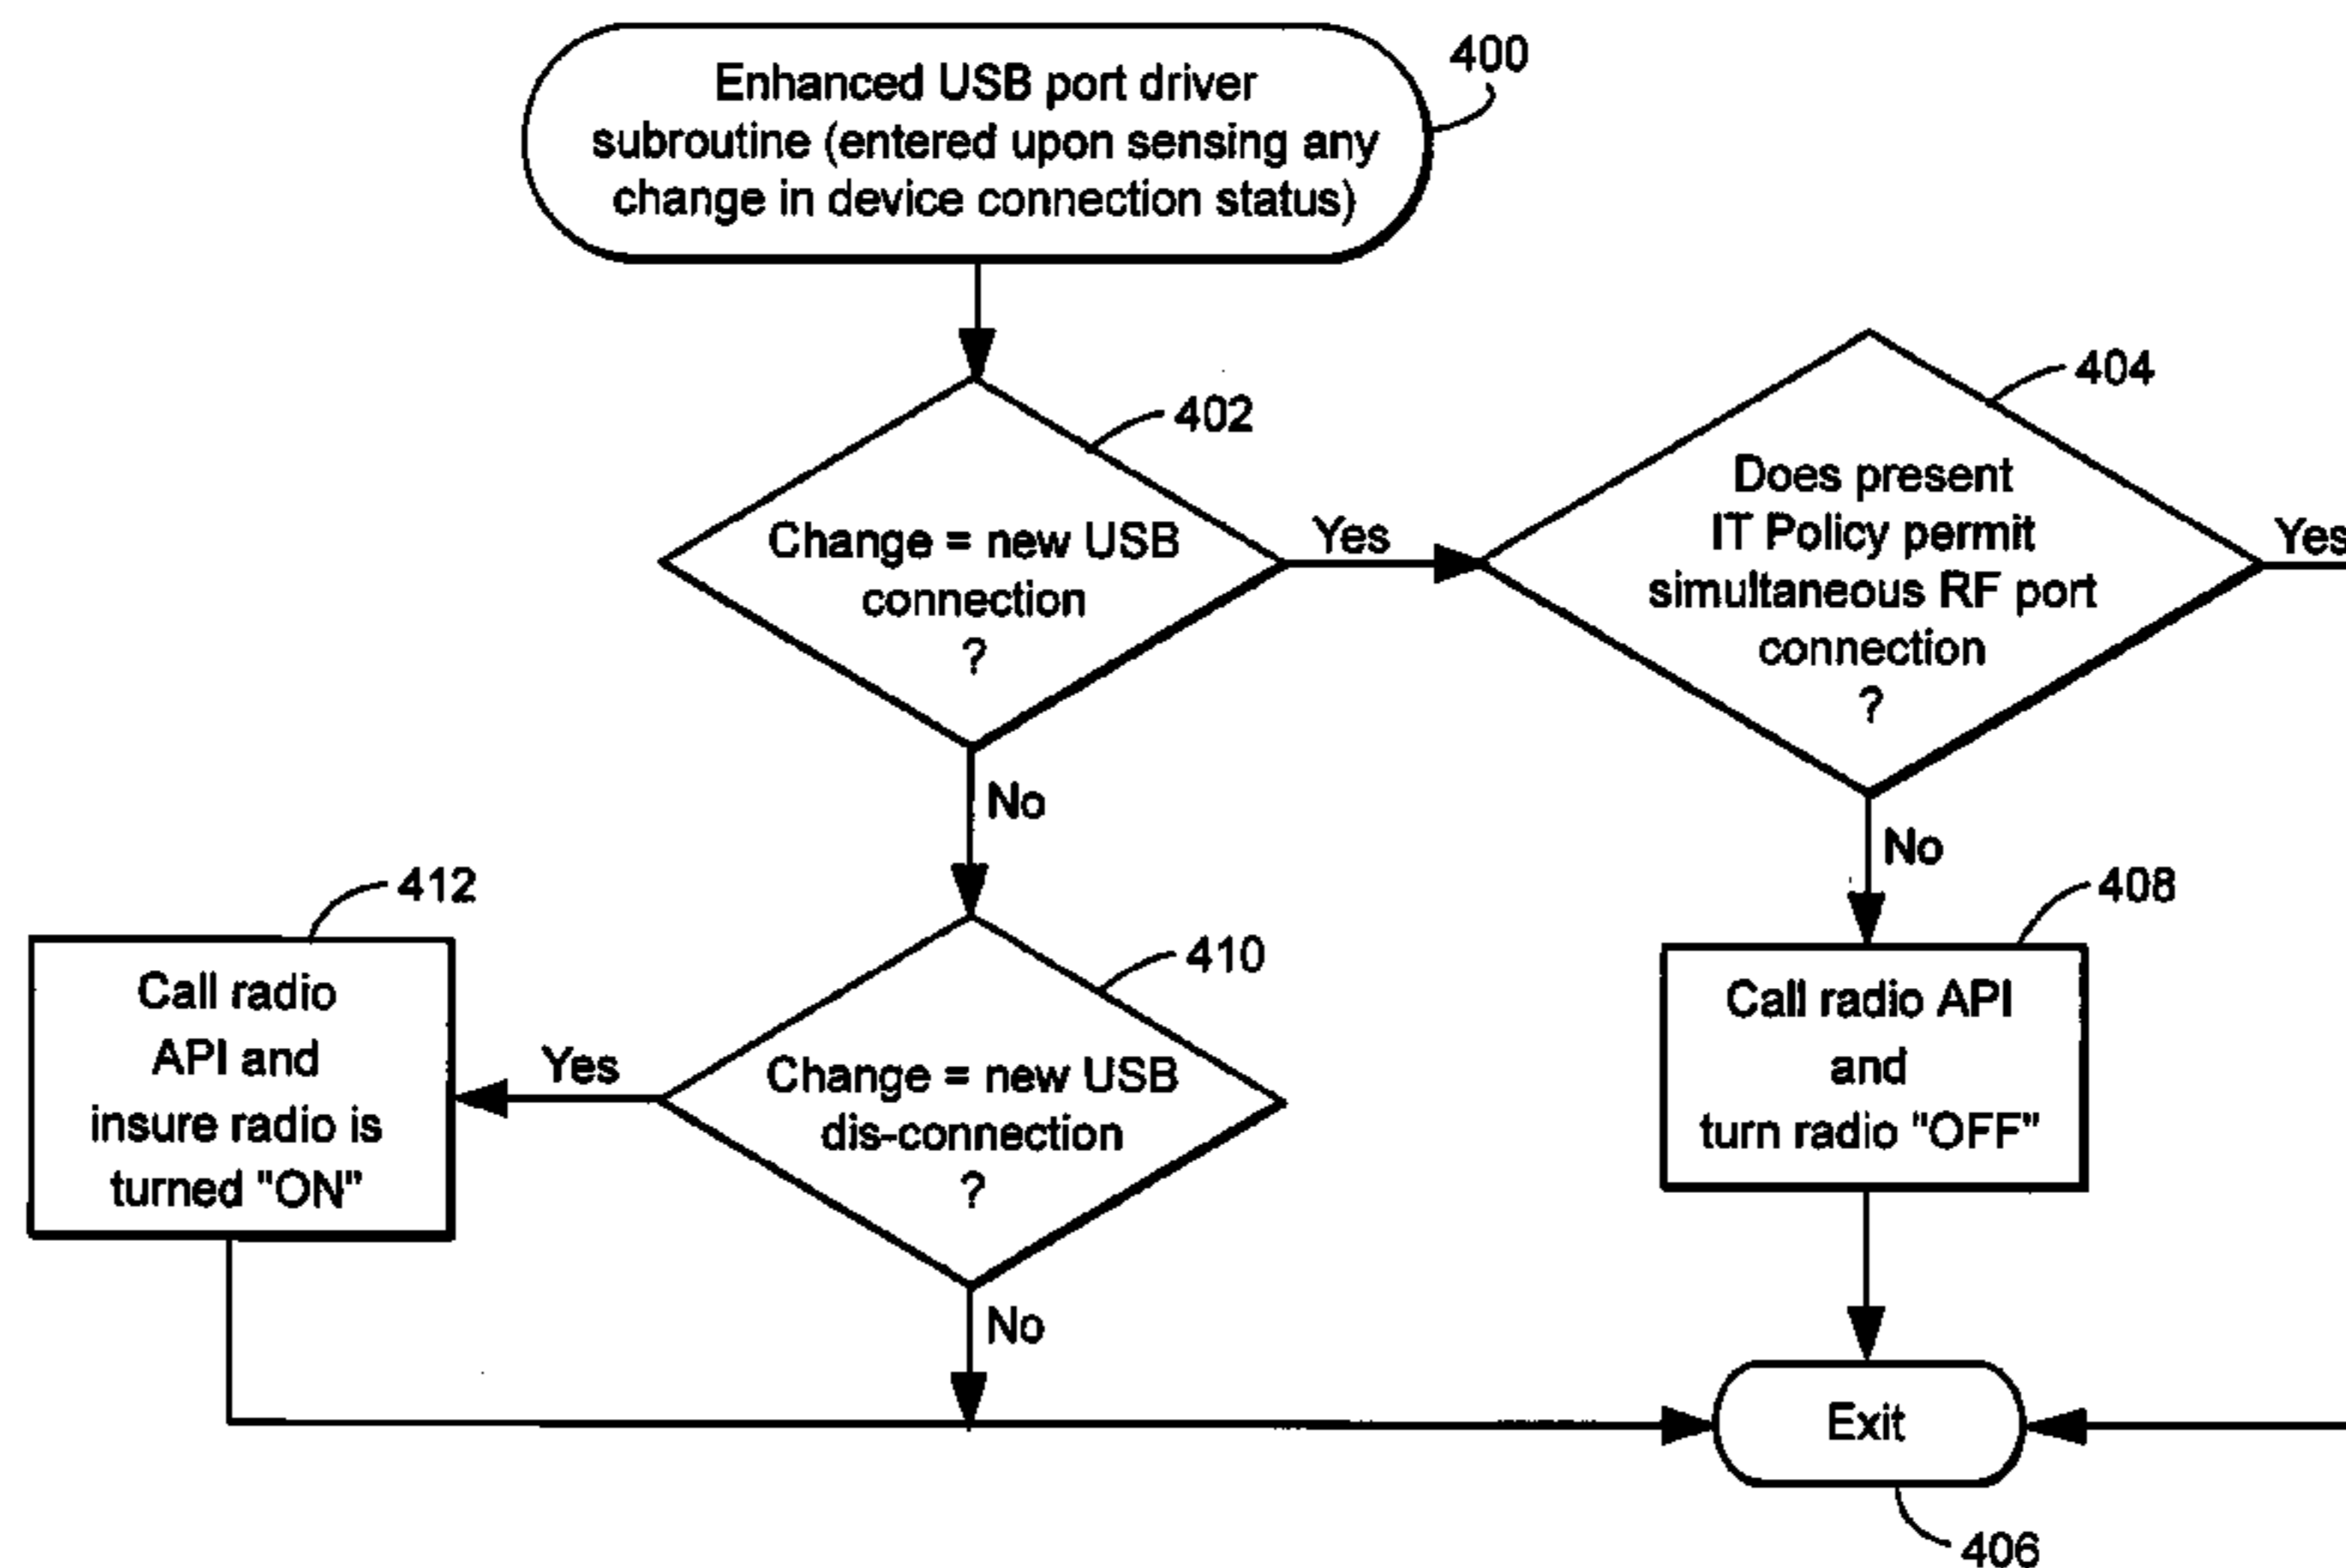 Enhanced USB port driver
subroutine (entered upon sensing any
change in device connection status)
400
402
Change = new USB
connection
?
Yes
404
Does present
IT Policy permit
simultaneous RF port
connection
?
Yes
No
No
412
Call radio
API and
insure radio is
turned "ON"
Yes
410
Change = new USB
dis-connection
?
408
Call radio API
and
turn radio "OFF"
No
Exit
406